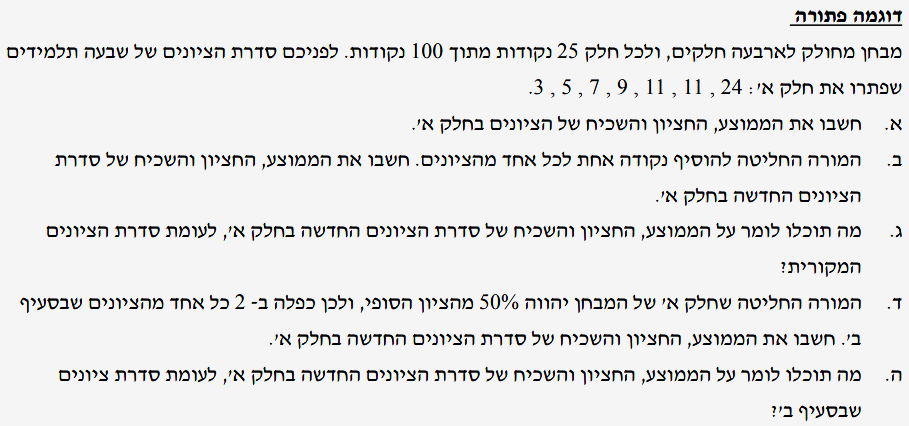 דוגמה פתורה
מבחן מחולק לארבעה חלקים, ולכל חלק 25 נקודות מתוך 100 נקודות. לפניכם סדרת הציונים של שבעה תלמידים
שפתרו את חלק א': 24 , 11 , 11 , 9 , 7 , 5 , 3.
א. חשבו את הממוצע, החציון והשכיח של הציונים בחלק א'.
ב. המורה החליטה להוסיף נקודה אחת לכל אחד מהציונים. חשבו את הממוצע, החציון והשכיח של סדרת
הציונים החדשה בחלק א'.
ג. מה תוכלו לומר על הממוצע, החציון והשכיח של סדרת הציונים החדשה בחלק א', לעומת סדרת הציונים
המקורית?
ד. המורה החליטה שחלק א' של המבחן יהווה 50% מהציון הסופי, ולכן כפלה ב- 2 כל אחד מהציונים שבסעיף
ב'. חשבו את הממוצע, החציון והשכיח של סדרת הציונים החדשה בחלק א'.
ה. מה תוכלו לומר על הממוצע, החציון והשכיח של סדרת הציונים החדשה בחלק א', לעומת סדרת ציונים
שבסעיף ב'?